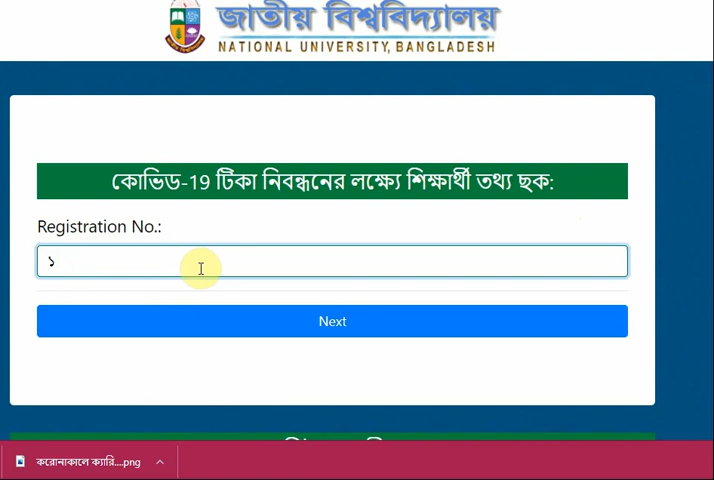 জাতীয় বিশ্ববিদ্যালয়
NATIONAL UNIVERSITY, BANGLADESH
কোভিড-19 টিকা নিবন্ধনের লক্ষ্যে শিক্ষার্থী তথ্য ছক:
Registration No.:
১
Next
করোনাকালে ক্যারি....png